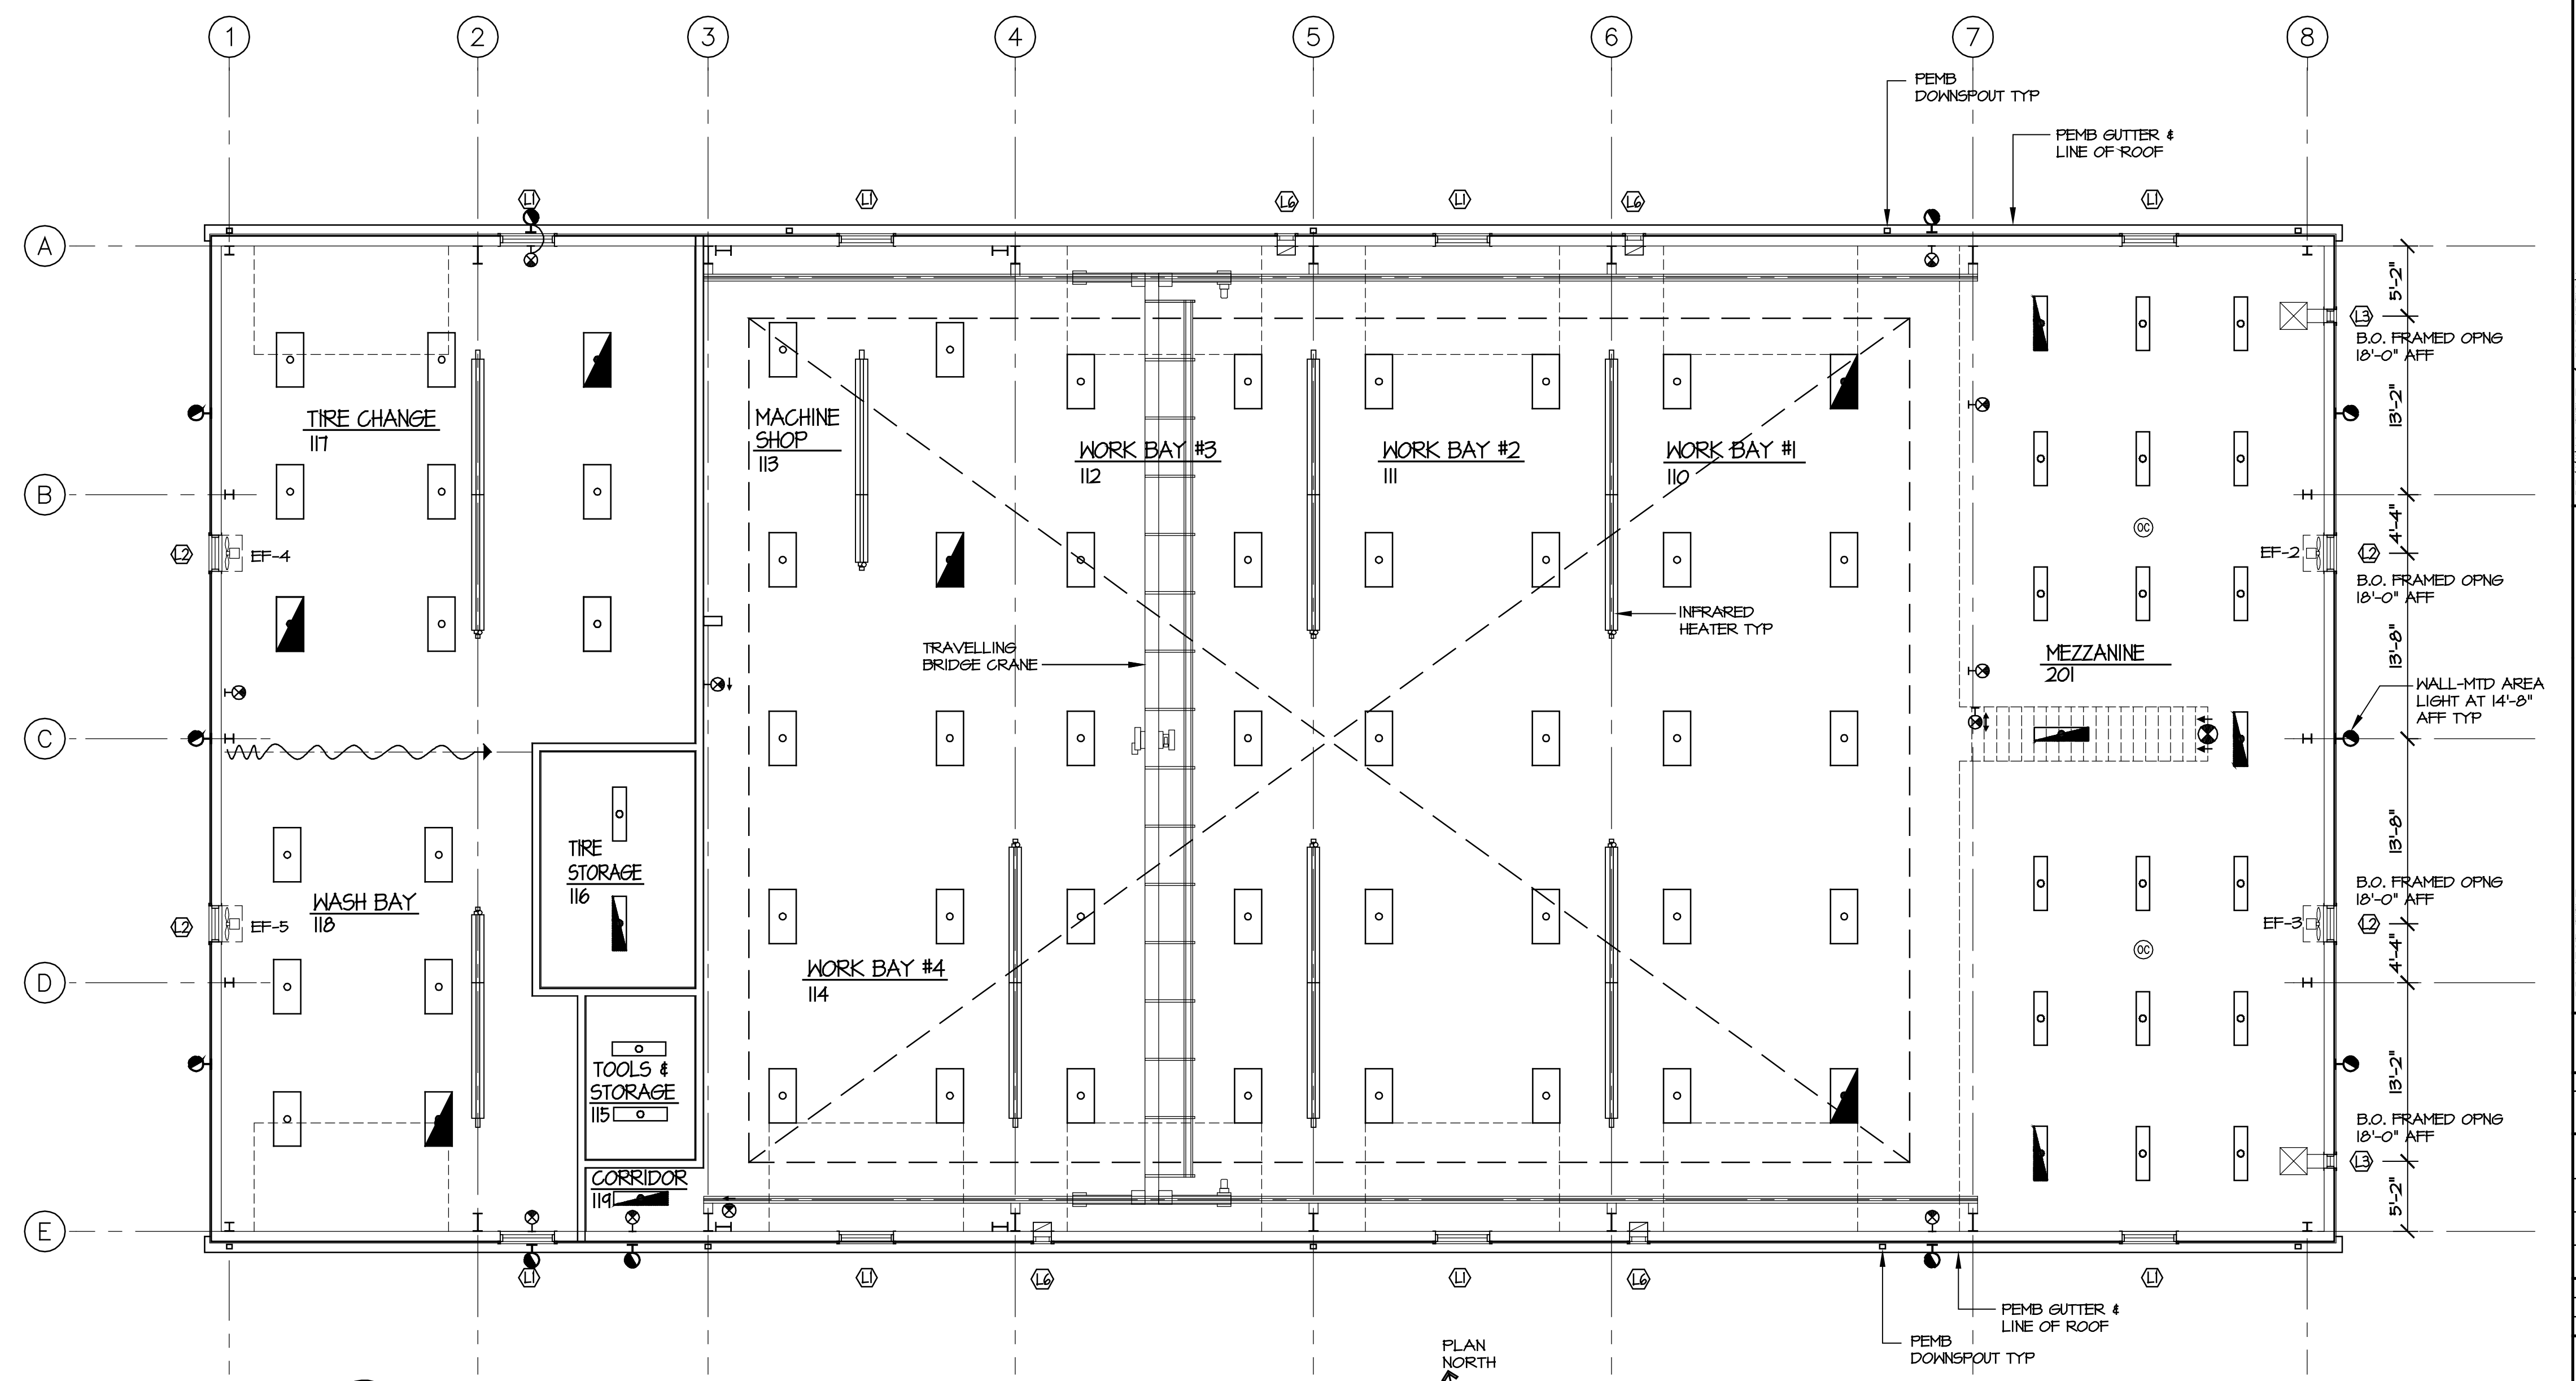 1 2 3 4 5 6 7 8
PEMB
DOWNSPOUT TYP
PEMB GUTTER &
LINE OF ROOF
L1 L1 L6 L1 L6 L1
A
5'-2"
L3
B.O. FRAMED OPNG
18'-0" AFF
13'-2"
TIRE CHANGE
117
MACHINE
SHOP
113
WORK BAY #3
112
WORK BAY #2
111
WORK BAY #1
110
B
4'-4"
OC
L2
EF-4
EF-2
L2
B.O. FRAMED OPNG
18'-0" AFF
INFRARED
HEATER TYP
TRAVELLING
BRIDGE CRANE
MEZZANINE
201
13'-8"
WALL-MTD AREA
LIGHT AT 14'-8"
AFF TYP
C
13'-8"
TIRE
STORAGE
116
WASH BAY
118
B.O. FRAMED OPNG
18'-0" AFF
L2
EF-5
EF-3
L2
OC
4'-4"
WORK BAY #4
114
D
13'-2"
TOOLS &
STORAGE
115
B.O. FRAMED OPNG
18'-0" AFF
L3
CORRIDOR
119
5'-2"
E
L1 L1 L6 L1 L6 L1
PEMB GUTTER &
LINE OF ROOF
PEMB
DOWNSPOUT TYP
PLAN
NORTH